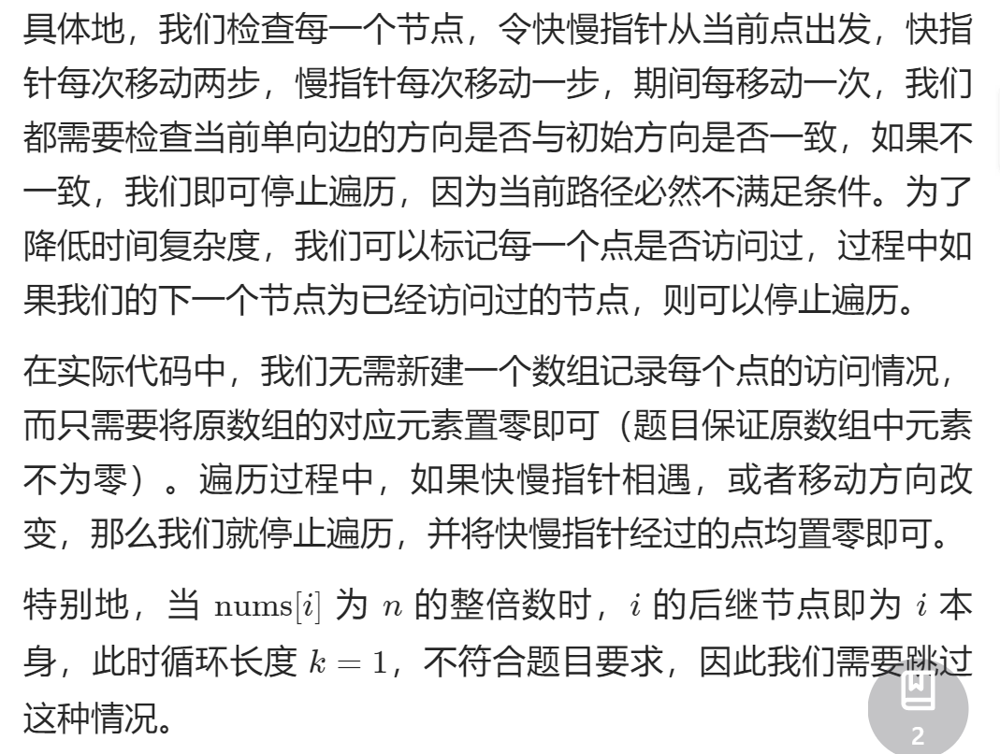 具体地，我们检查每一个节点，令快慢指针从当前点出发，快指
针每次移动两步，慢指针每次移动一步，期间每移动一次，我们
都需要检查当前单向边的方向是否与初始方向是否一致，如果不
一致，我们即可停止遍历，因为当前路径必然不满足条件。为了
降低时间复杂度，我们可以标记每一个点是否访问过，过程中如
果我们的下一个节点为已经访问过的节点，则可以停止遍历。
在实际代码中，我们无需新建一个数组记录每个点的访问情况，
而只需要将原数组的对应元素置零即可（题目保证原数组中元素
不为零）。遍历过程中，如果快慢指针相遇，或者移动方向改
变，那么我们就停止遍历，并将快慢指针经过的点均置零即可。
特别地，当 nums[i] 为 n 的整倍数时，i 的后继节点即为 i 本
身，此时循环长度 k = 1，不符合题目要求，因此我们需要跳过
这种情况。
2